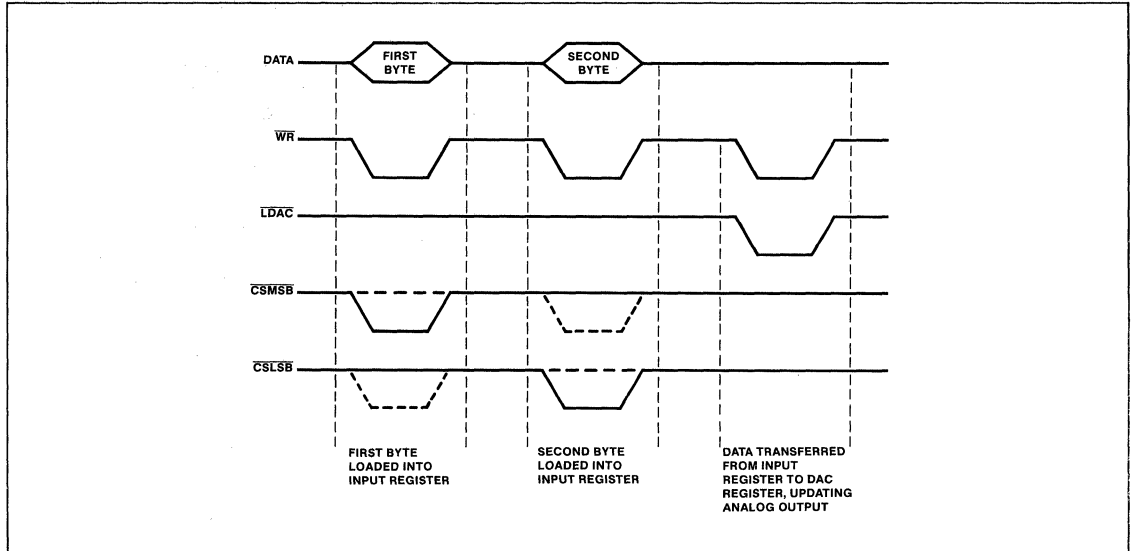 DATA
FIRST
BYTE
SECOND
BYTE
WR
LDAC
CSMSB
CSLSB
FIRST BYTE
LOADED INTO
INPUT REGISTER
SECOND BYTE
LOADED INTO
INPUT REGISTER
DATA TRANSFERRED
FROM INPUT
REGISTER TO DAC
REGISTER, UPDATING
ANALOG OUTPUT